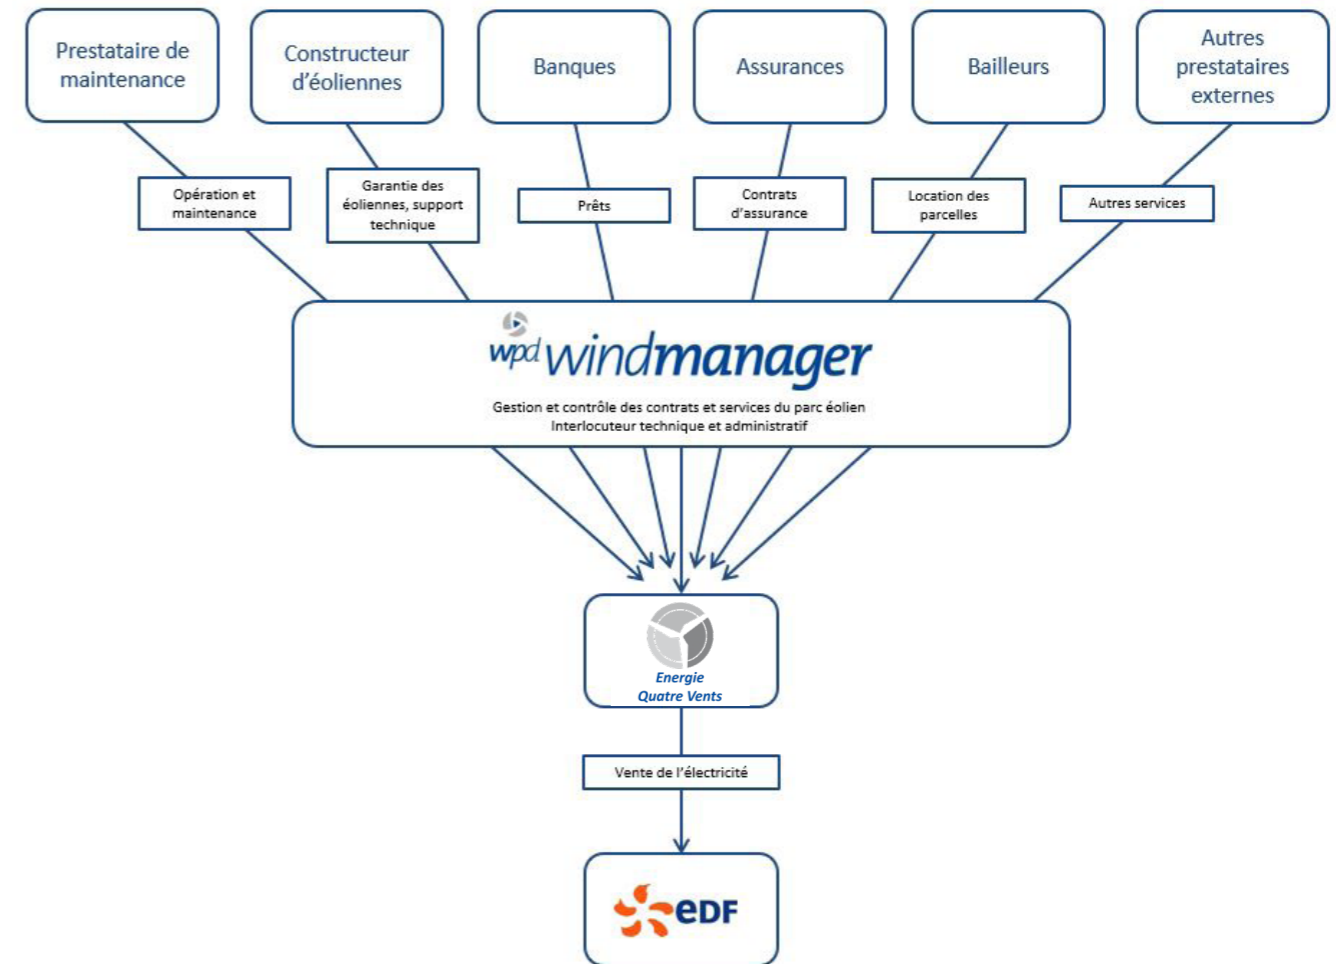 Prestataire de
maintenance
Constructeur
d’éoliennes
Banques
Assurances
Bailleurs
Autres
prestataires
externes
Opération et
maintenance
Garantie des
éoliennes, support
technique
Prêts
Contrats
d’assurance
Location des
parcelles
Autres services
wpd windmanager
Gestion et contrôle des contrats et services du parc éolien
Interlocuteur technique et administratif
Energie
Quatre Vents
Vente de l’électricité
eDF